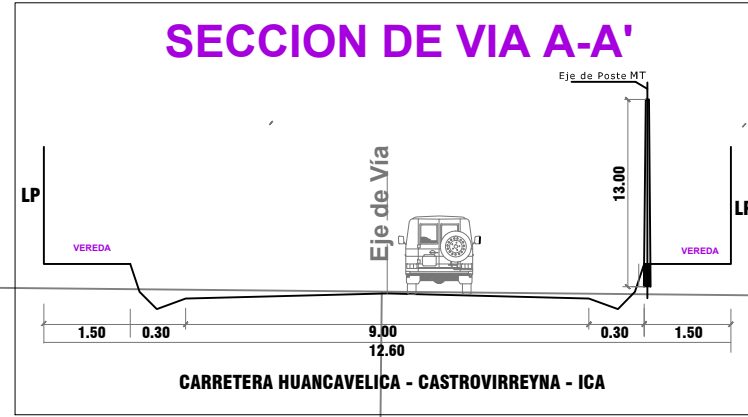 SECCION DE VIA A-A'
Eje de Poste MT
Eje de Vía
13.00
LP
LP
VEREDA
VEREDA
1.50
0.30
9.00
0.30
1.50
12.60
CARRETERA HUANCAVELICA - CASTROVIRREYNA - ICA